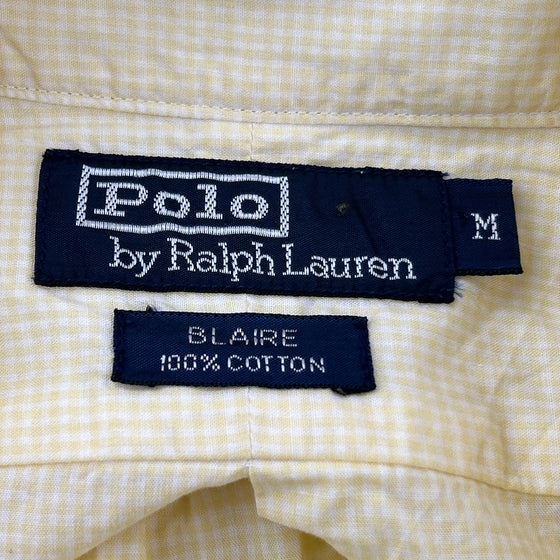 Polo
by Ralph Lauren
M
BLAIRE
100% COTTON